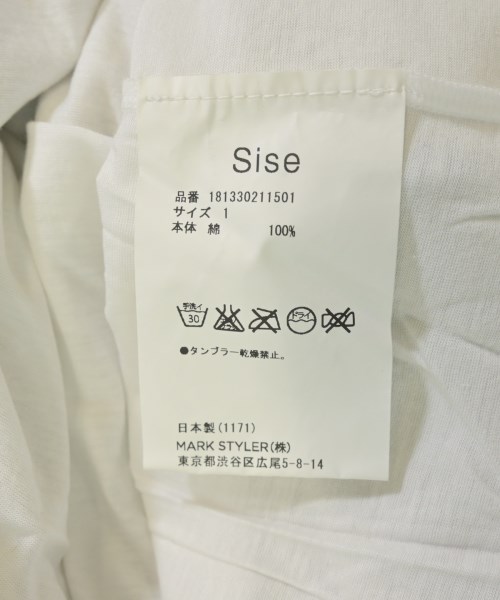 Sise
品番 181330211501
サイズ 1
本体 綿 100%
手洗イ
30
ドライ
●タンブラー乾燥禁止。
日本製(1171)
MARK STYLER(株)
東京都渋谷区広尾5-8-14